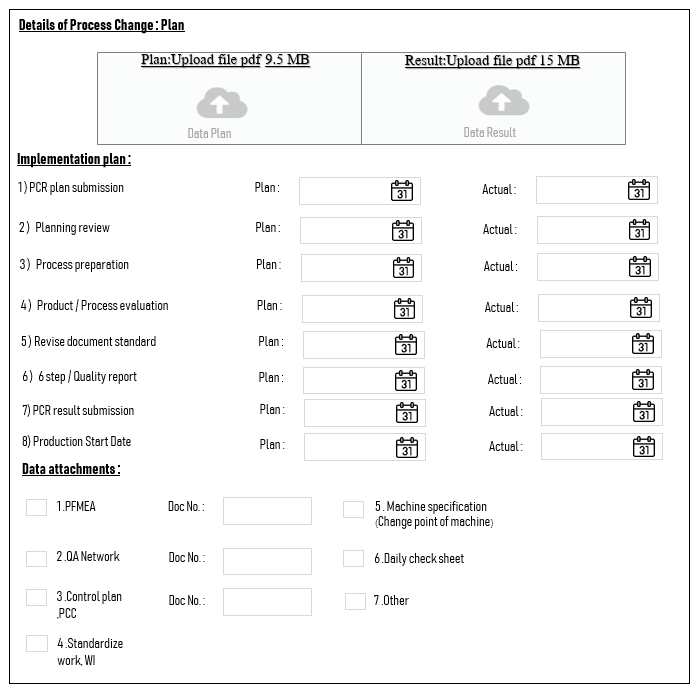 Details of Process Change : Plan
Plan:Upload file pdf 9.5 MB
Result:Upload file pdf 15 MB
Data Plan
Data Result
Implementation plan :
1) PCR plan submission Plan : 31 Actual : 31
2) Planning review Plan : 31 Actual : 31
3) Process preparation Plan : 31 Actual : 31
4) Product / Process evaluation Plan : 31 Actual : 31
5) Revise document standard Plan : 31 Actual : 31
6) 6 step / Quality report Plan : 31 Actual : 31
7) PCR result submission Plan : 31 Actual : 31
8) Production Start Date Plan : 31 Actual : 31
Data attachments :
1.PFMEA Doc No. : 5 . Machine specification
(Change point of machine)
2.QA Network Doc No. : 6 .Daily check sheet
3 .Control plan Doc No. : 7 .Other
,PCC
4 .Standardize
work, WI